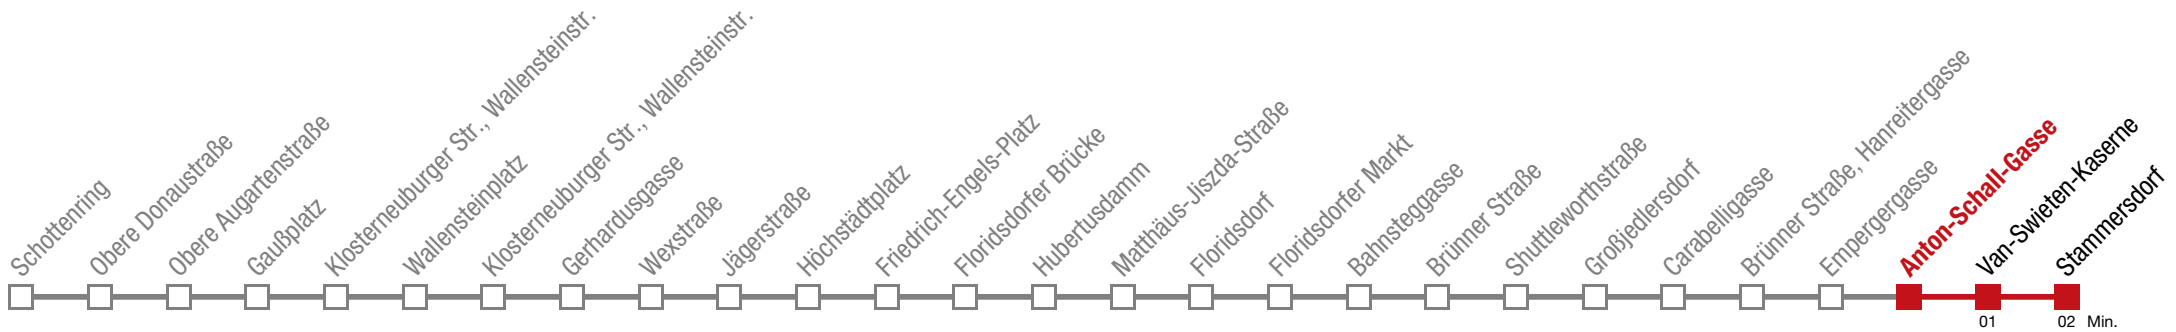 Schottenring
Obere Donaustraße
Obere Augartenstraße
Gaußplatz
Klosterneuburger Str., Wallensteinstr.
Wallensteinplatz
Klosterneuburger Str., Wallensteinstr.
Gerhardusgasse
Wexstraße
Jägerstraße
Höchstädtplatz
Friedrich-Engels-Platz
Floridsdorfer Brücke
Hubertusdamm
Matthäus-Jiszda-Straße
Floridsdorf
Floridsdorfer Markt
Bahnsteggasse
Brünner Straße
Shuttleworthstraße
Großjedlersdorf
Carabelligasse
Brünner Straße, Hanreitergasse
Empergergasse
Anton-Schall-Gasse
Van-Swieten-Kaserne
Stammersdorf
01 02 Min.